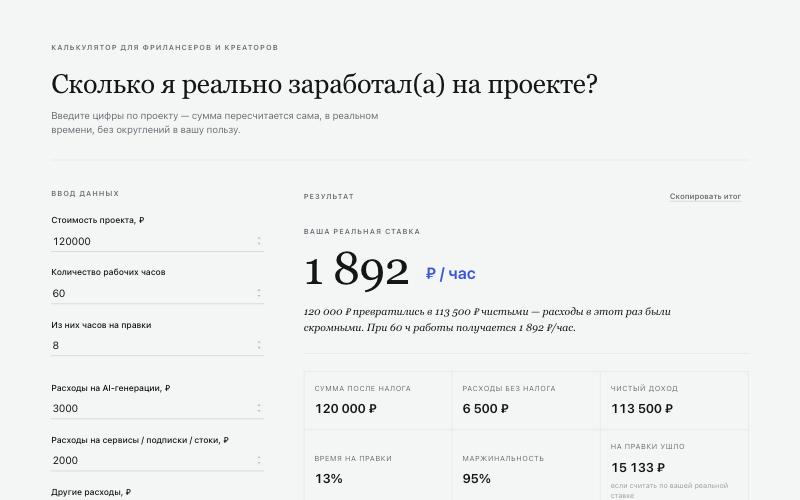 КАЛЬКУЛЯТОР ДЛЯ ФРИЛАНСЕРОВ И КРЕАТОРОВ
Сколько я реально заработал(а) на проекте?
Введите цифры по проекту — сумма пересчитается сама, в реальном
времени, без округлений в вашу пользу.
ВВОД ДАННЫХ
Стоимость проекта, ₽
120000
Количество рабочих часов
60
Из них часов на правки
8
Расходы на AI-генерации, ₽
3000
Расходы на сервисы / подписки / стоки, ₽
2000
Другие расходы, ₽
РЕЗУЛЬТАТ
Скопировать итог
ВАША РЕАЛЬНАЯ СТАВКА
1 892 ₽ / час
120 000 ₽ превратились в 113 500 ₽ чистыми — расходы в этот раз были
скромными. При 60 ч работы получается 1 892 ₽/час.
СУММА ПОСЛЕ НАЛОГА
120 000 ₽
РАСХОДЫ БЕЗ НАЛОГА
6 500 ₽
ЧИСТЫЙ ДОХОД
113 500 ₽
ВРЕМЯ НА ПРАВКИ
13%
МАРЖИНАЛЬНОСТЬ
95%
НА ПРАВКИ УШЛО
15 133 ₽
если считать по вашей реальной
ставке